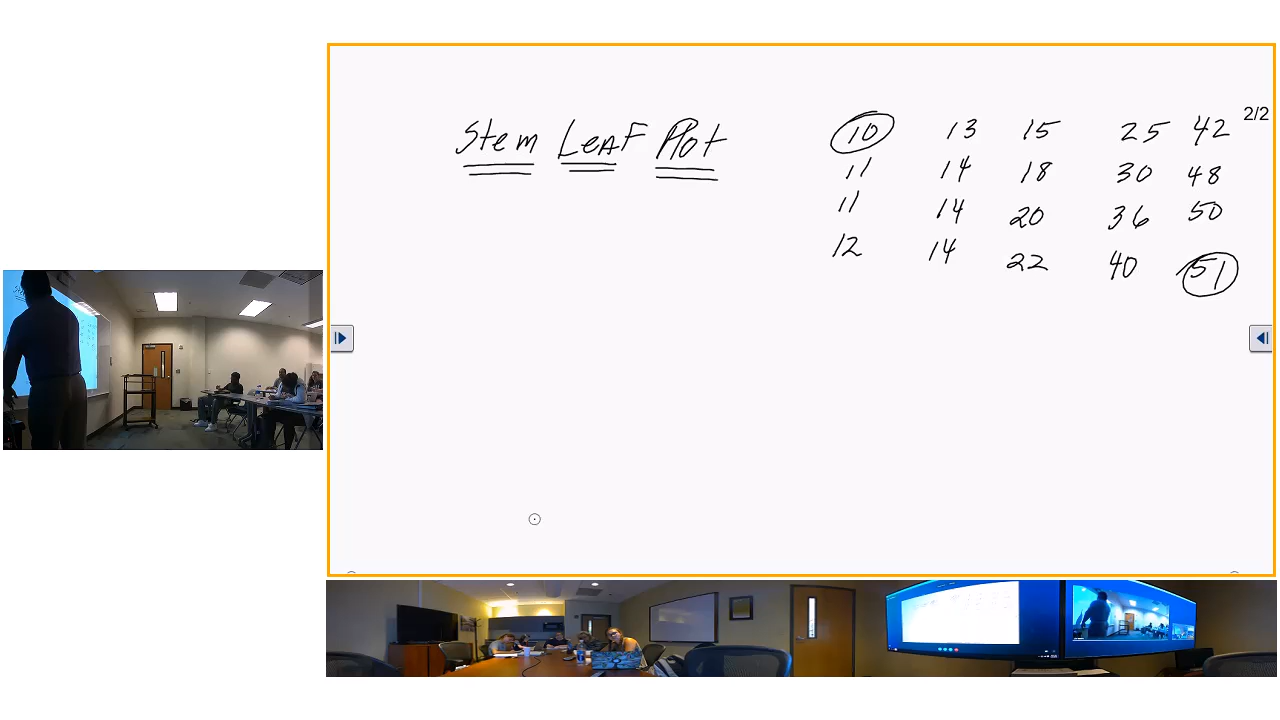 Stem Leaf Plot
2/2
10 13 15 25 42
11 14 18 30 48
11 14 20 36 50
12 14 22 40 51